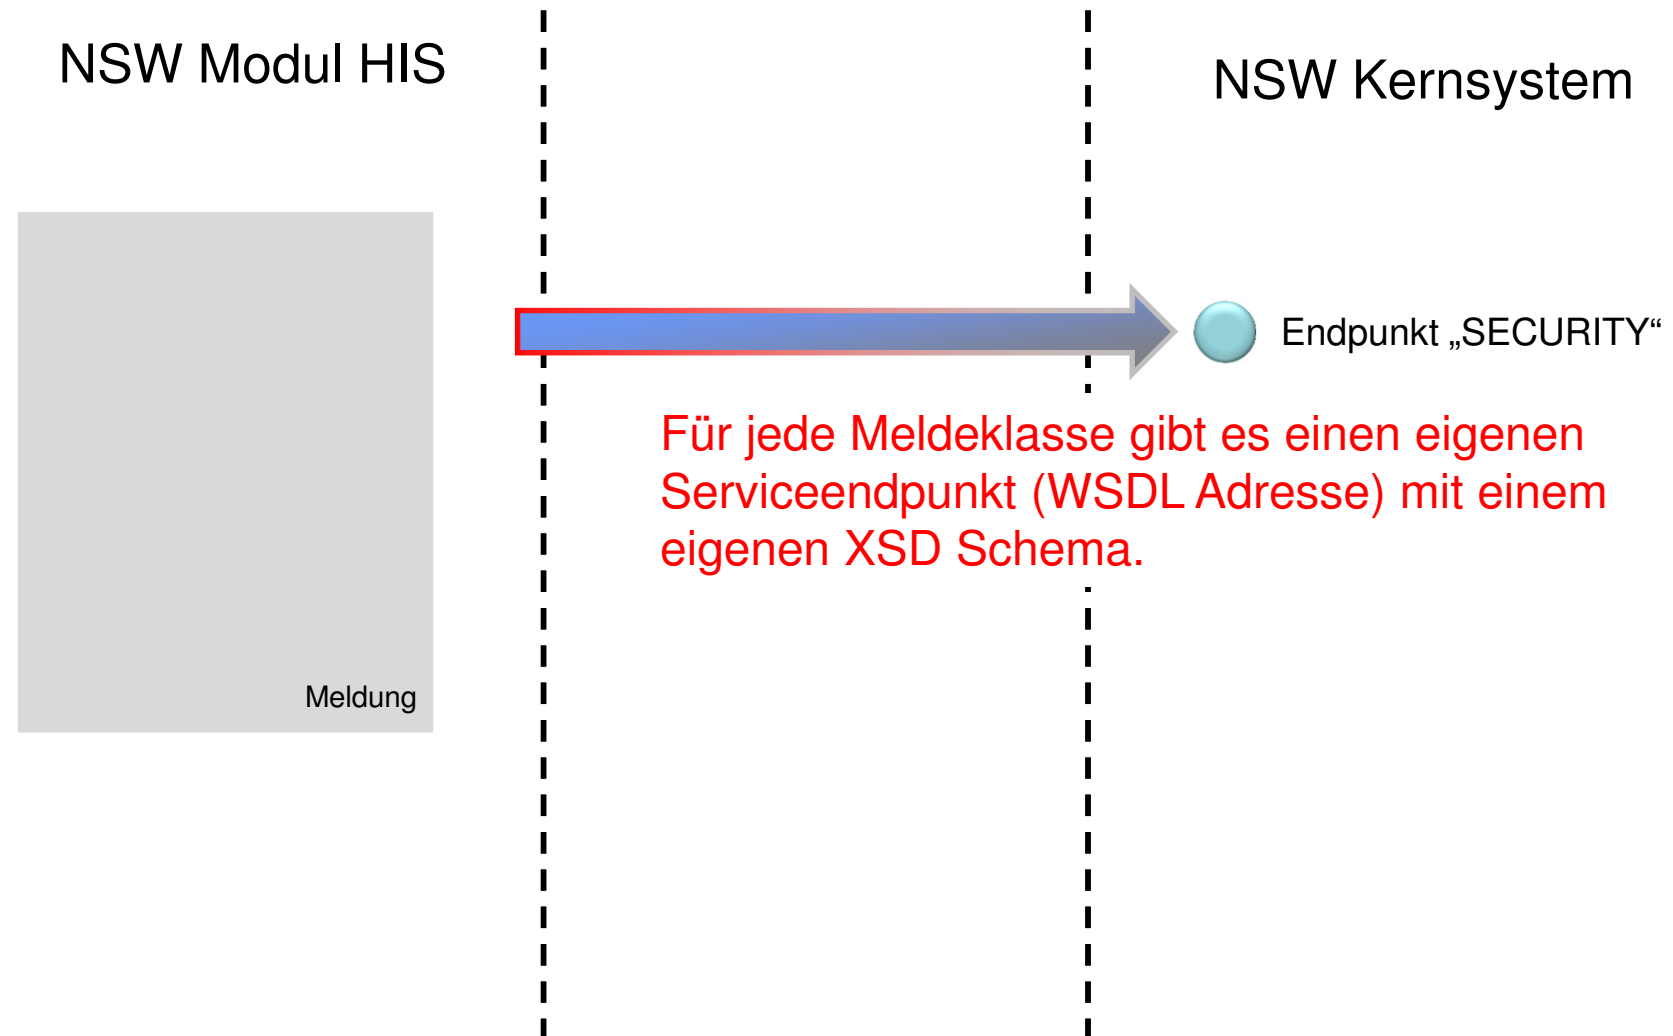 NSW Modul HIS
NSW Kernsystem
Endpunkt „SECURITY“
Für jede Meldeklasse gibt es einen eigenen
Serviceendpunkt (WSDL Adresse) mit einem
eigenen XSD Schema.
Meldung